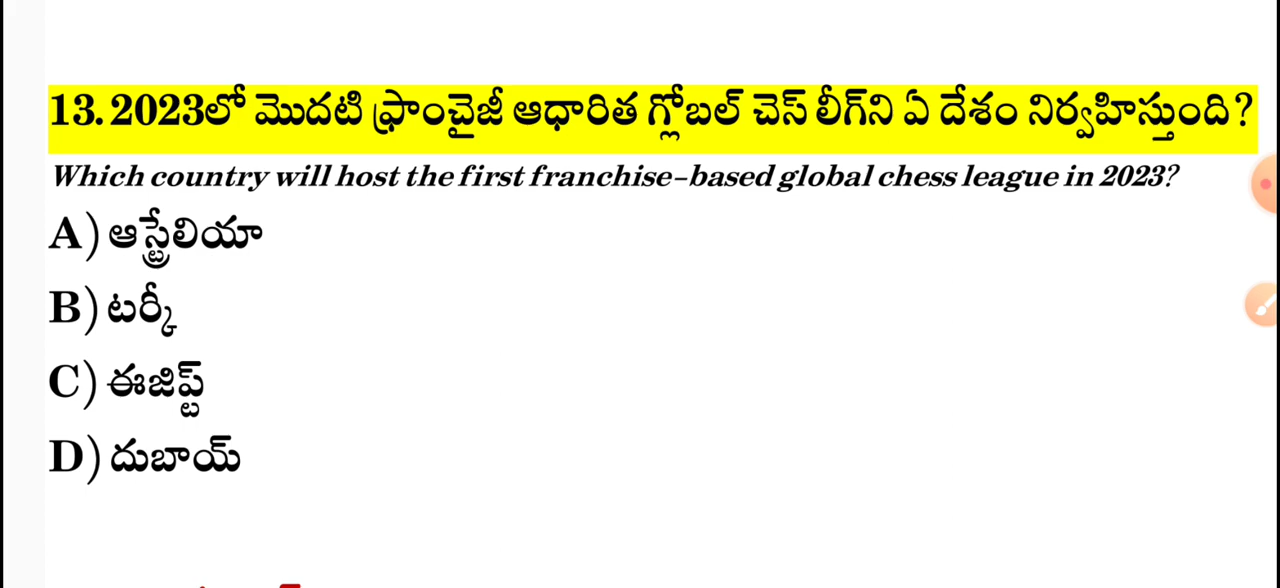 13. 2023లో మొదటి ఫ్రాంచైజీ ఆధారిత గ్లోబల్ చెస్ లీగ్‌ని ఏ దేశం నిర్వహిస్తుంది?
Which country will host the first franchise-based global chess league in 2023?
A) ఆస్ట్రేలియా
B) టర్కీ
C) ఈజిప్ట్
D) దుబాయ్